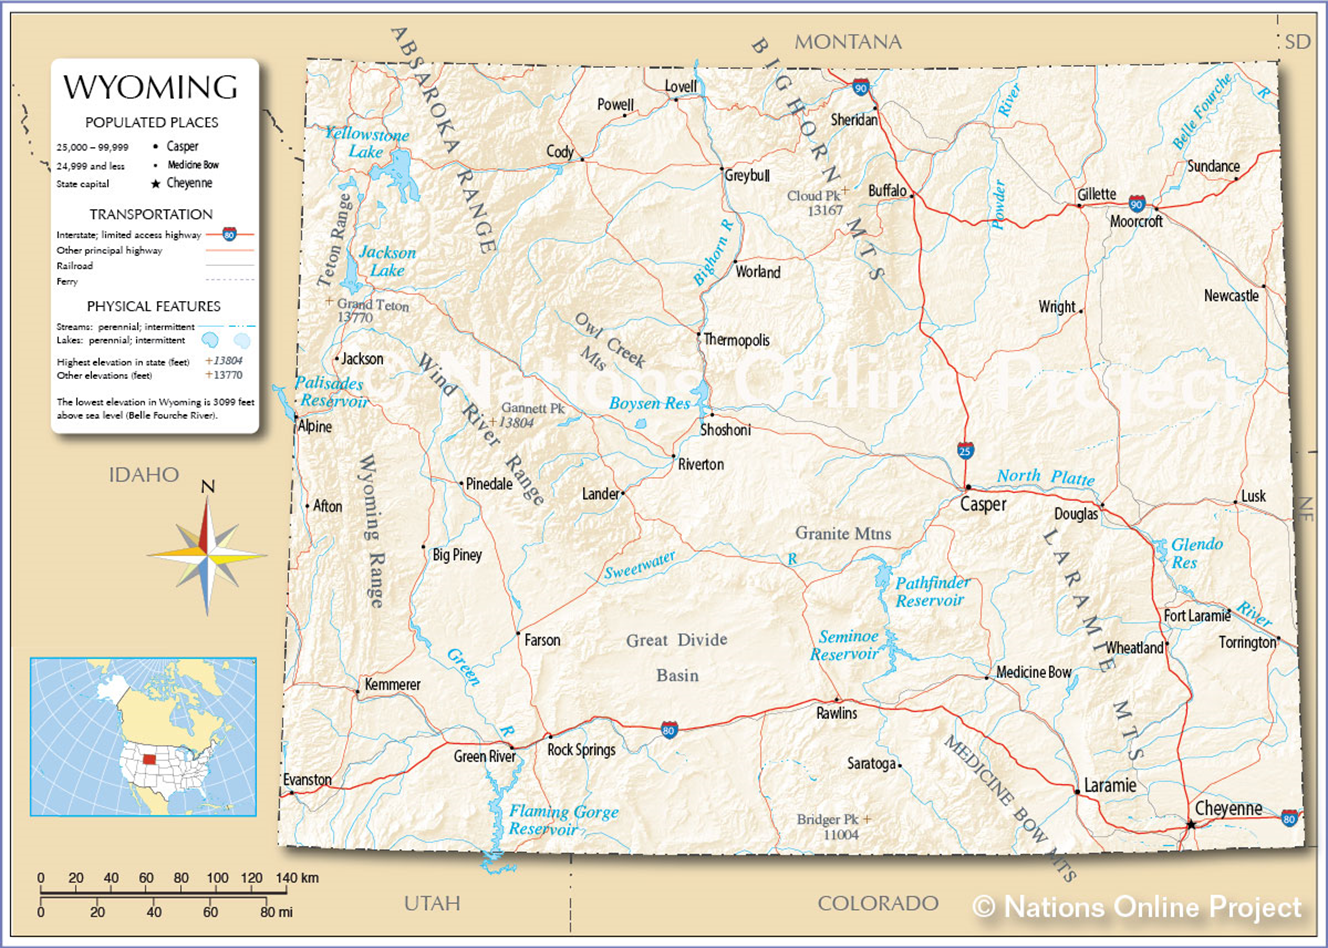 MONTANA
SD
WYOMING
POPULATED PLACES
25,000 – 99,999 Casper
24,999 and less Medicine Bow
State capital Cheyenne
TRANSPORTATION
Interstate; limited access highway 80
Other principal highway
Railroad
Ferry
PHYSICAL FEATURES
Streams: perennial; intermittent
Lakes: perennial; intermittent
Highest elevation in state (feet) +13804
Other elevations (feet) +13770
The lowest elevation in Wyoming is 3099 feet
above sea level (Belle Fourche River).
ABSAROKA RANGE
BIGHORN MTS
Lovell
Powell
90
Sheridan
River
Powder
Belle Fourche
R
Yellowstone
Lake
Cody
Greybull
Cloud Pk
13167
Buffalo
Sundance
Gillette
90
Moorcroft
Teton Range
Jackson
Lake
Bighorn R
Worland
Grand Teton
13770
Newcastle
Wright
Owl Creek
Mts
Thermopolis
Jackson
© Nations Online Project
Palisades
Reservoir
Wind River Range
Gannett Pk
13804
Boysen Res
Alpine
Shoshoni
25
IDAHO
N
Riverton
Pinedale
Lander
Casper
North Platte
Douglas
Lusk
NE
Afton
Wyoming Range
Granite Mtns
LARAMIE MTS
Big Piney
Sweetwater
R
Glendo
Res
Pathfinder
Reservoir
Fort Laramie
River
Farson
Great Divide
Basin
Seminoe
Reservoir
Wheatland
Torrington
Green
R
Kemmerer
Medicine Bow
Rawlins
80
Green River
Rock Springs
Saratoga
MEDICINE BOW MTS
Evanston
Laramie
Flaming Gorge
Reservoir
Bridger Pk
11004
Cheyenne
80
0 20 40 60 80 100 120 140 km
0 20 40 60 80 mi
UTAH
COLORADO
© Nations Online Project